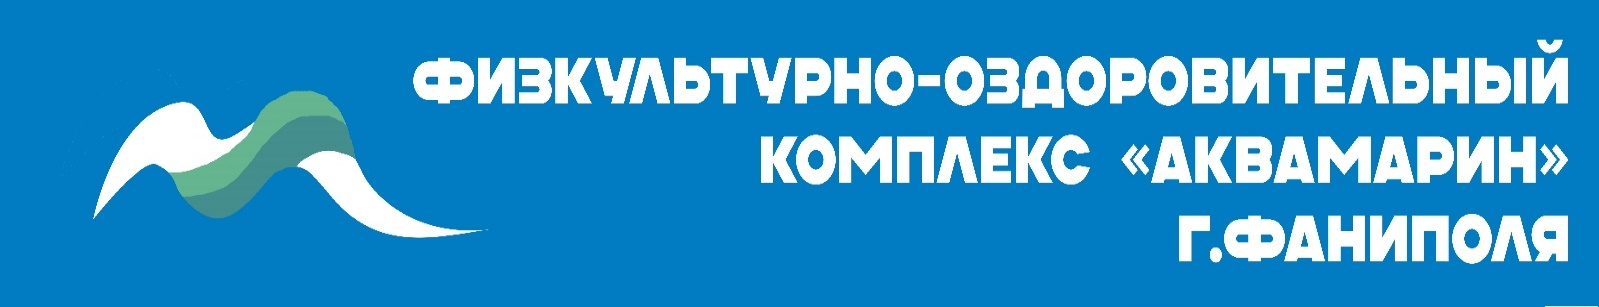 ФИЗКУЛЬТУРНО-ОЗДОРОВИТЕЛЬНЫЙ
КОМПЛЕКС «АКВАМАРИН»
Г.ФАНИПОЛЯ